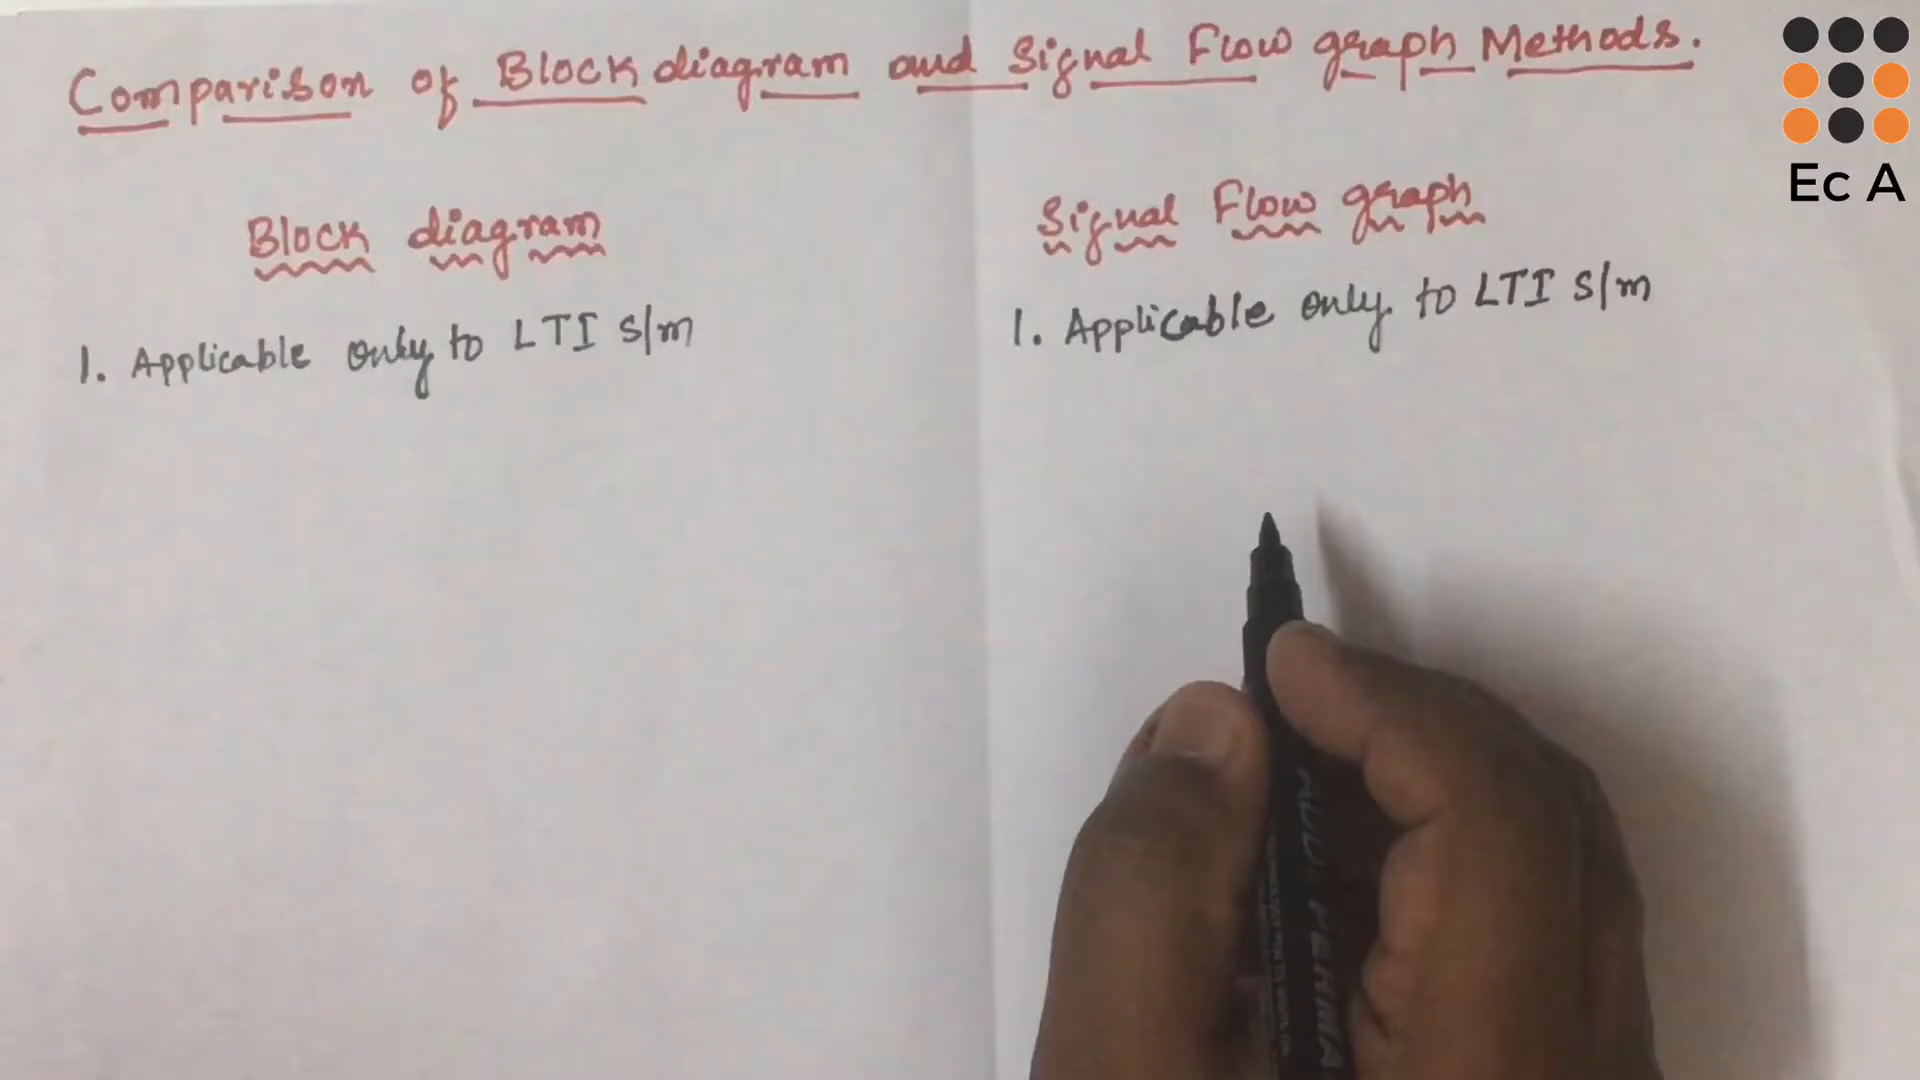 Comparison of Block diagram and Signal Flow graph Methods.
Ec A
Block diagram
Signal Flow graph
1. Applicable only to LTI S/m
1. Applicable only to LTI S/m